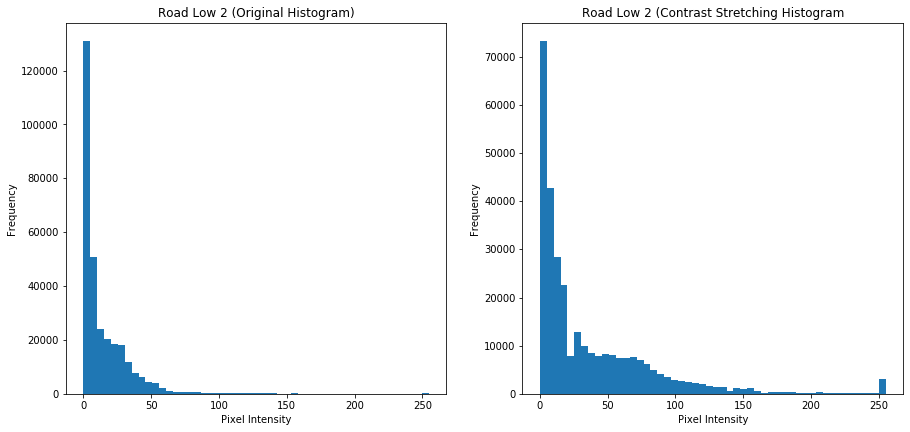 Road Low 2 (Original Histogram)
120000
100000
80000
60000
40000
20000
0
Frequency
0 50 100 150 200 250
Pixel Intensity
Road Low 2 (Contrast Stretching Histogram
70000
60000
50000
40000
30000
20000
10000
0
Frequency
0 50 100 150 200 250
Pixel Intensity